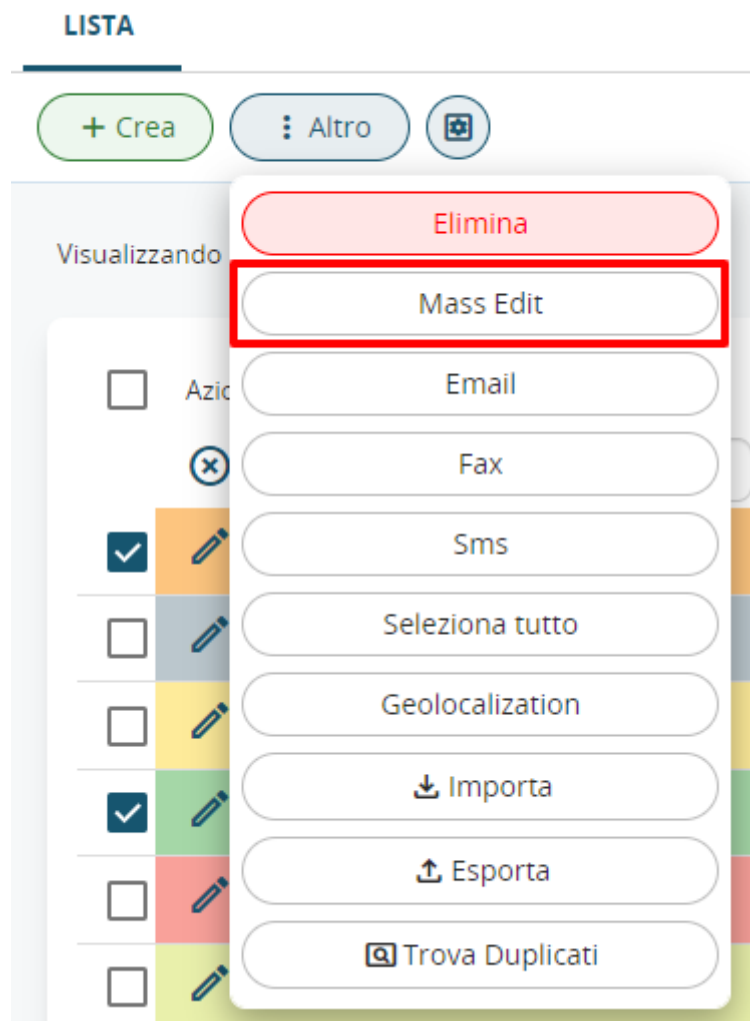 LISTA
+ Crea
Altro
Elimina
Visualizzando
Mass Edit
Email
Fax
Sms
Seleziona tutto
Geolocalization
Importa
Esporta
Trova Duplicati